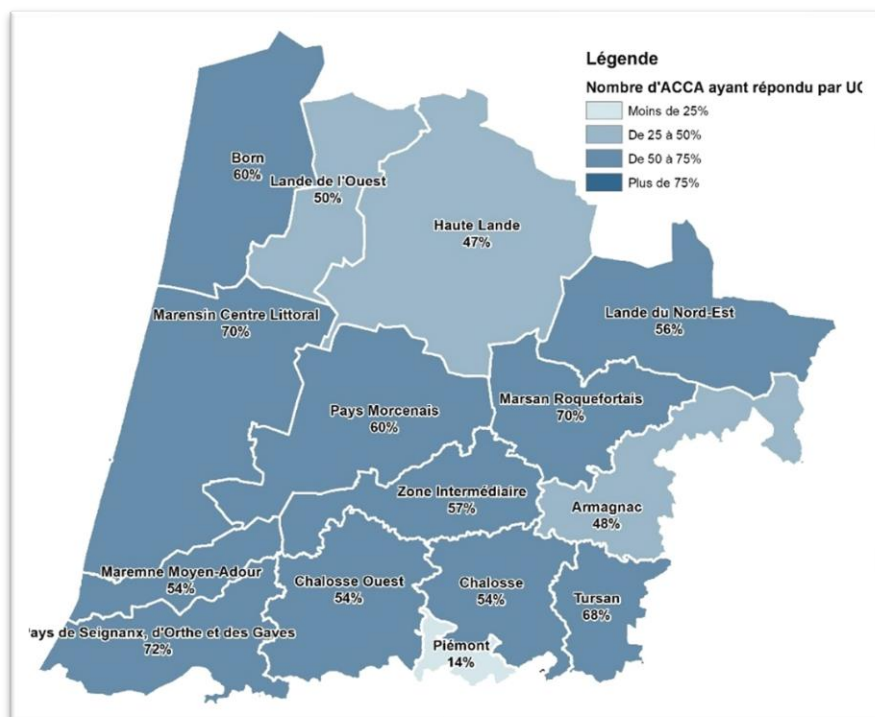 Légende
Nombre d'ACCA ayant répondu par UG
Moins de 25%
De 25 à 50%
De 50 à 75%
Plus de 75%
Born
60%
Lande de l'Ouest
50%
Haute Lande
47%
Marensin Centre Littoral
70%
Lande du Nord-Est
56%
Pays Morcenais
60%
Marsan Roquefortais
70%
Zone Intermédiaire
57%
Armagnac
48%
Maremne Moyen-Adour
54%
Chalosse Ouest
54%
Chalosse
54%
Tursan
68%
Pays de Seignanx, d'Orthe et des Gaves
72%
Piémont
14%